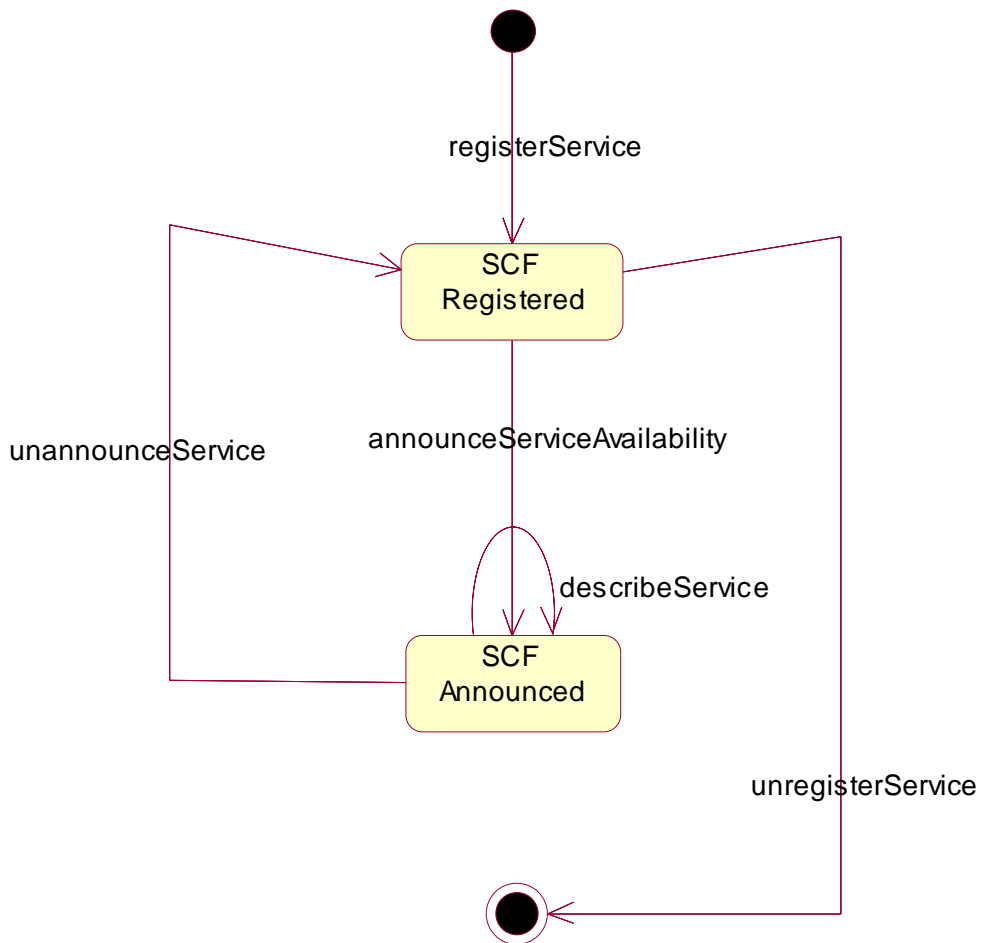 registerService
SCF
Registered
announceServiceAvailability
unannounceService
describeService
SCF
Announced
unregisterService